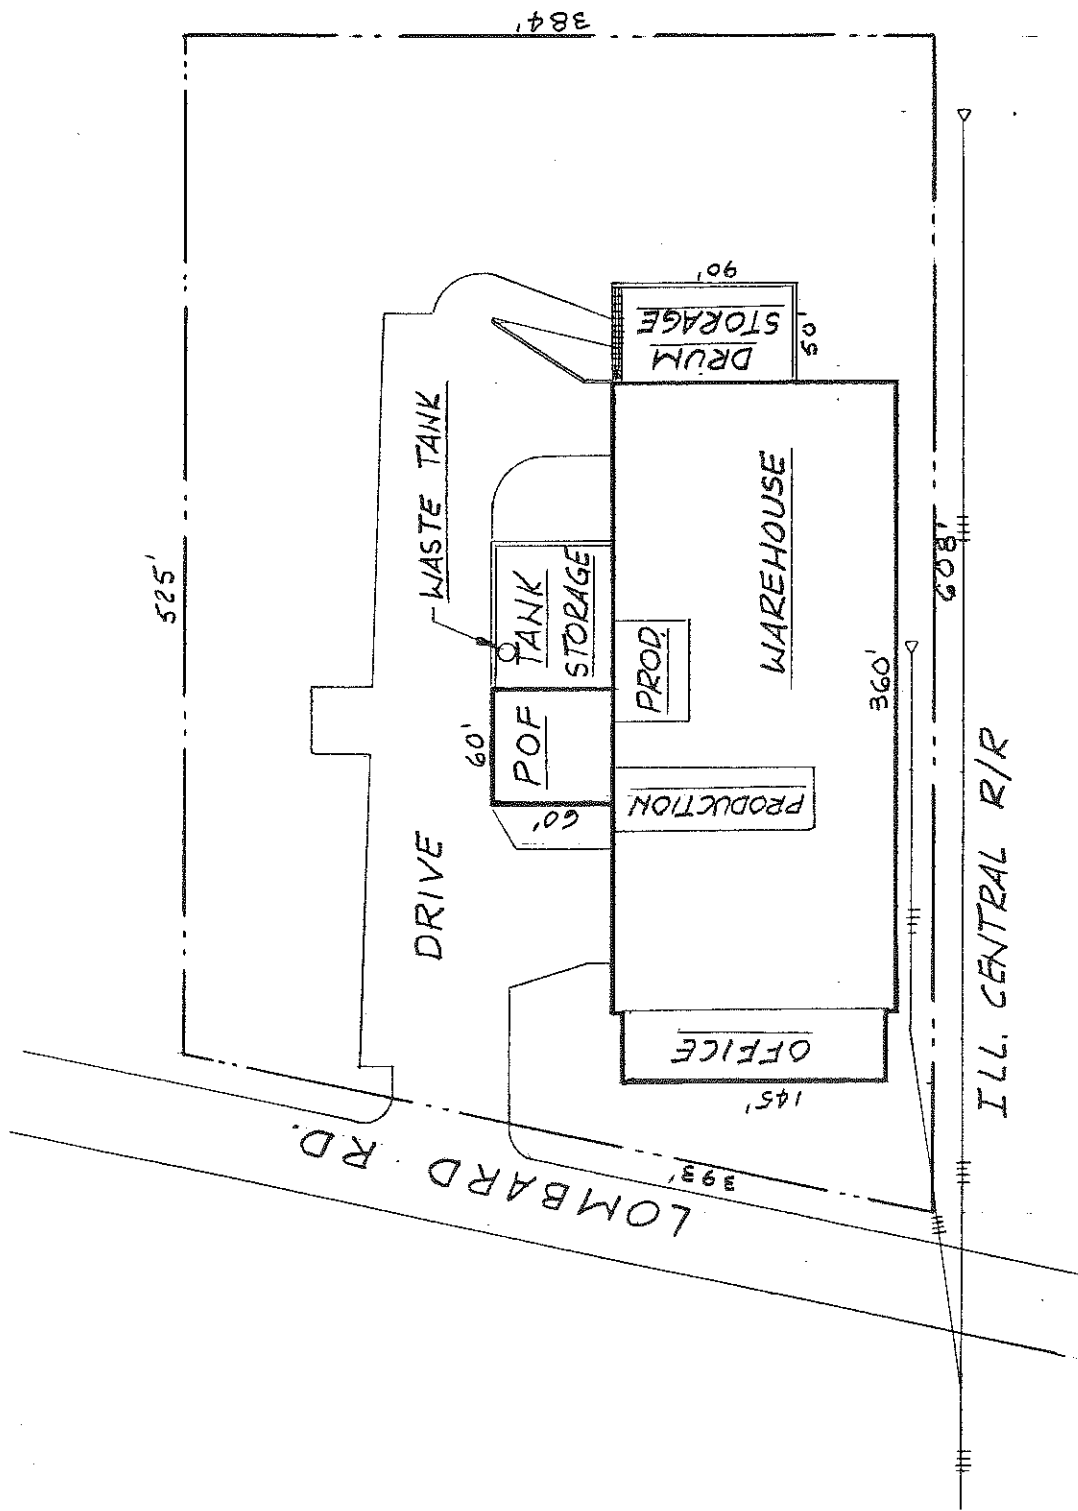 384'
525'
WASTE TANK
90'
DRUM
STORAGE
50'
TANK
STORAGE
PROD.
WAREHOUSE
608'
POF
60'
60'
PRODUCTION
360'
DRIVE
OFFICE
145'
ILL. CENTRAL R/R
LOMBARD RD.
393'